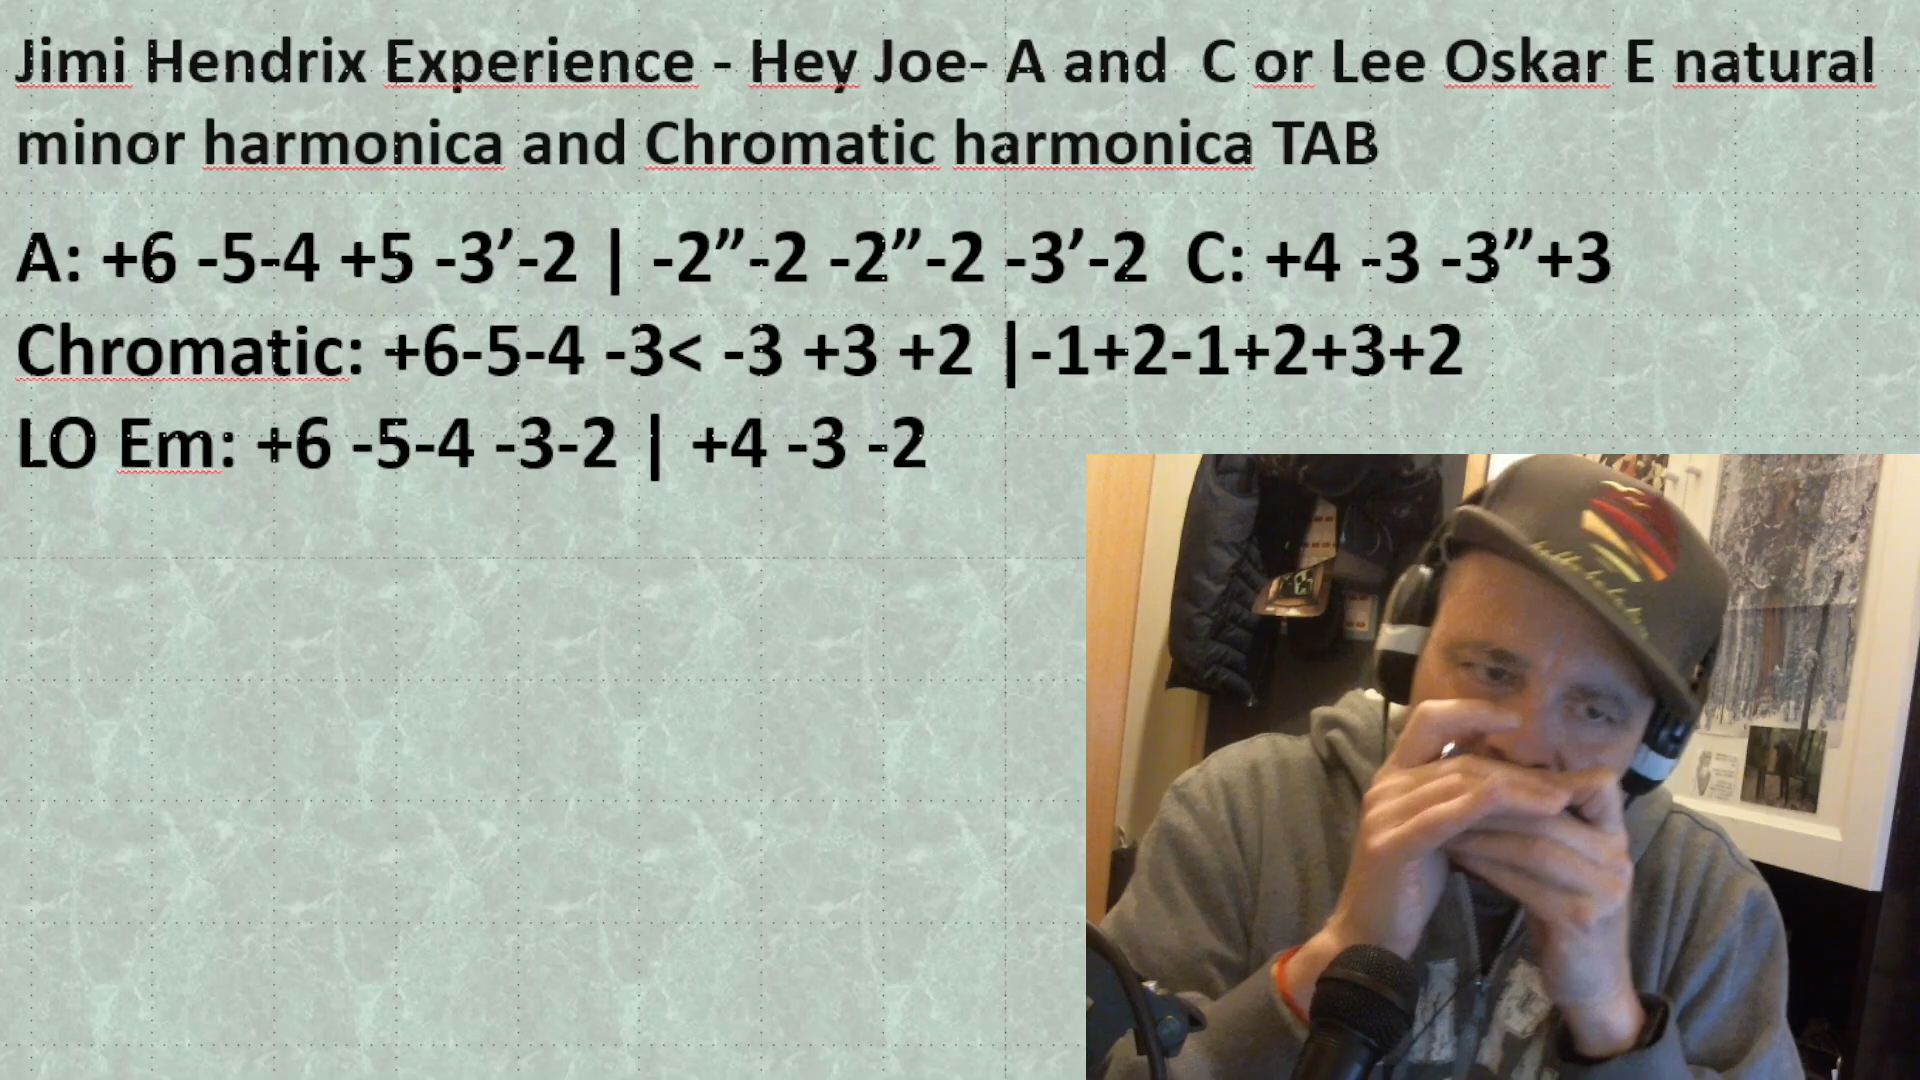 Jimi Hendrix Experience - Hey Joe- A and  C or Lee Oskar E natural
minor harmonica and Chromatic harmonica TAB
A: +6 -5-4 +5 -3’-2 | -2”-2 -2”-2 -3’-2  C: +4 -3 -3”+3
Chromatic: +6-5-4 -3< -3 +3 +2 |-1+2-1+2+3+2
LO Em: +6 -5-4 -3-2 | +4 -3 -2